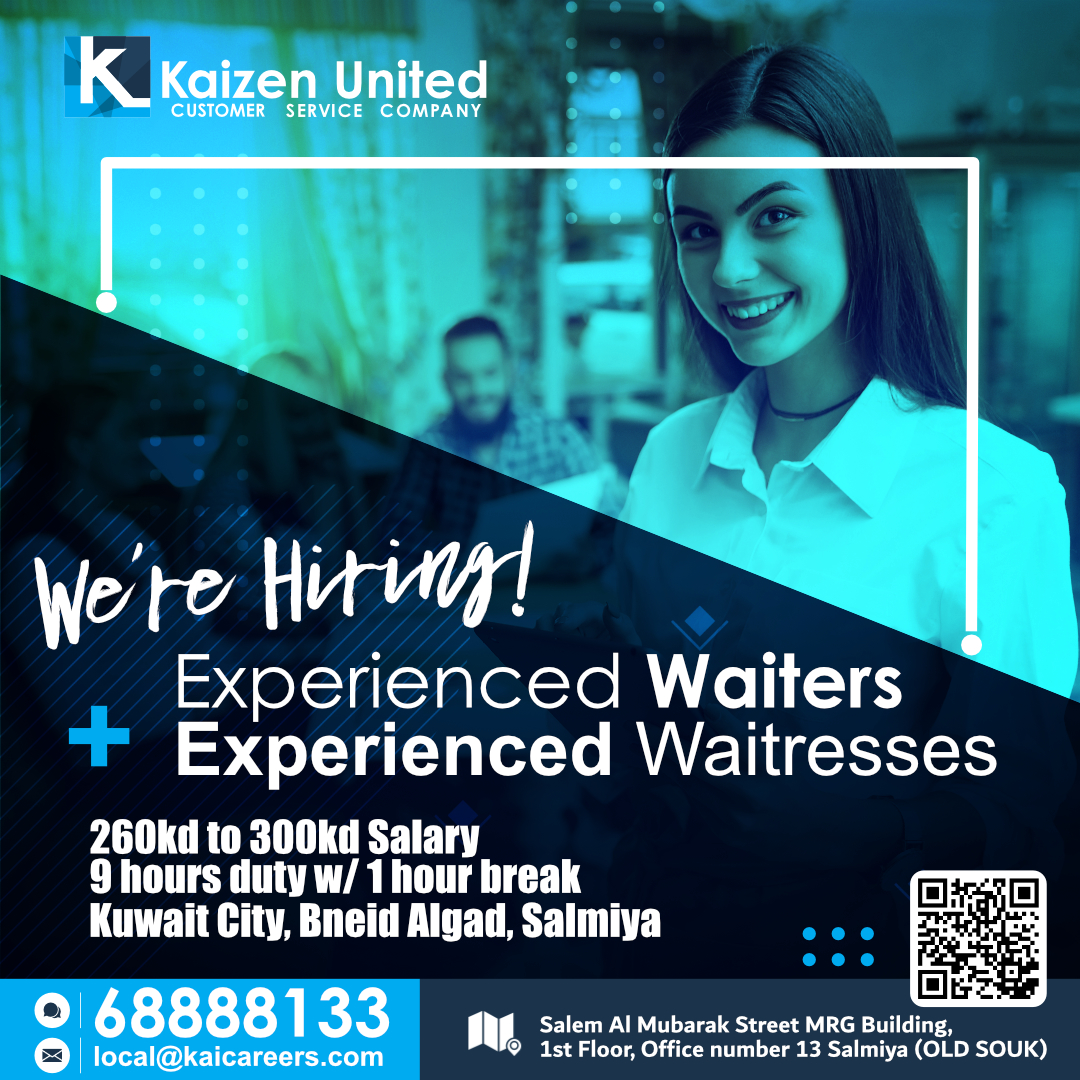 K
Kaizen United
CUSTOMER SERVICE COMPANY
We're Hiring!
Experienced Waiters
+ Experienced Waitresses
260kd to 300kd Salary
9 hours duty w/ 1 hour break
Kuwait City, Bneid Algad, Salmiya
68888133
local@kaicareers.com
Salem Al Mubarak Street MRG Building,
1st Floor, Office number 13 Salmiya (OLD SOUK)